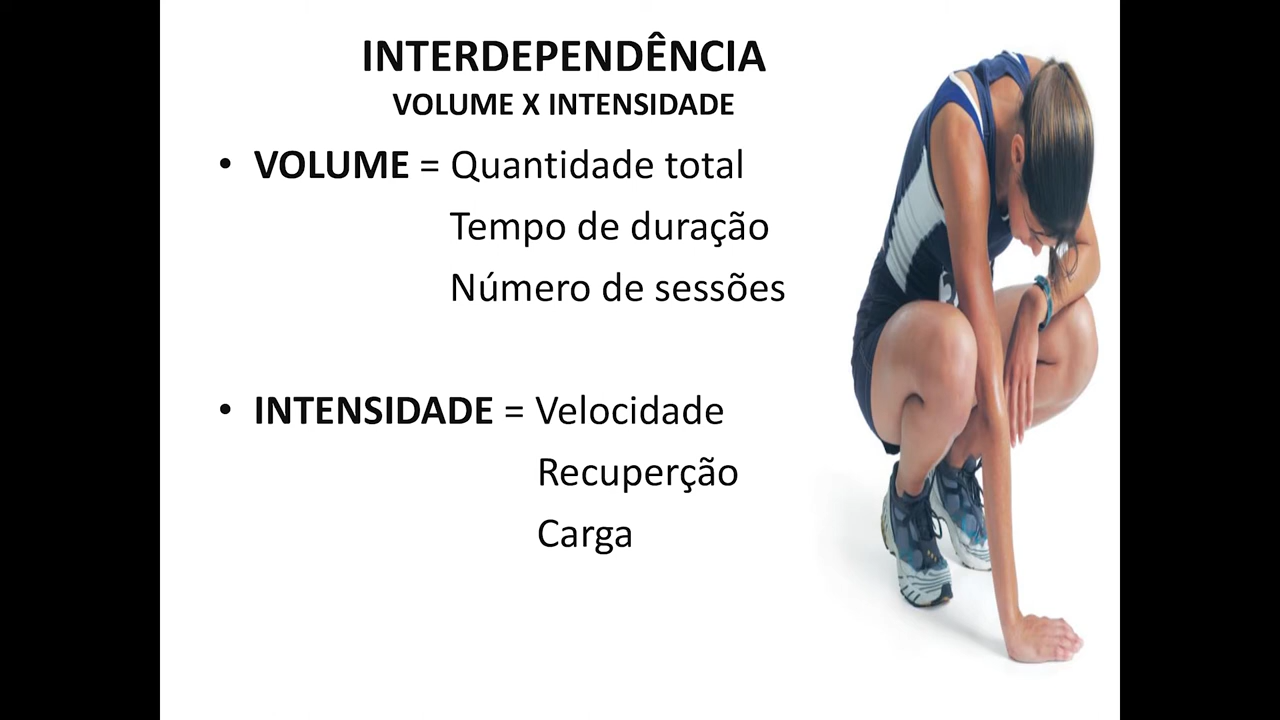 INTERDEPENDÊNCIA
VOLUME X INTENSIDADE
• VOLUME = Quantidade total
Tempo de duração
Número de sessões
• INTENSIDADE = Velocidade
Recuperção
Carga